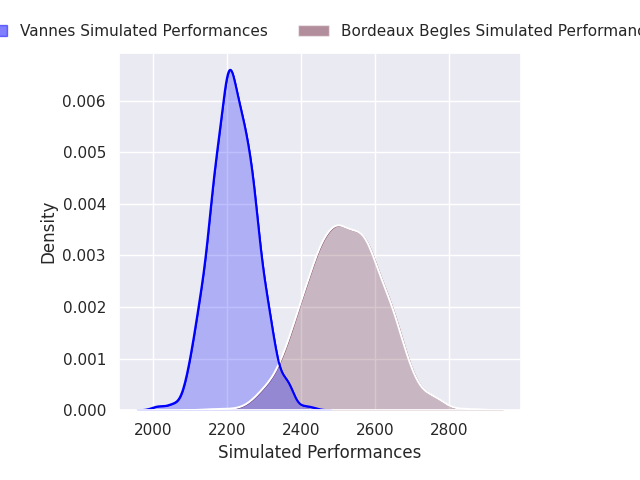 Vannes Simulated Performances
Bordeaux Begles Simulated
0.006
0.005
0.004
0.003
0.002
0.001
0.000
Density
2000 2200 2400 2600 2800
Simulated Performances